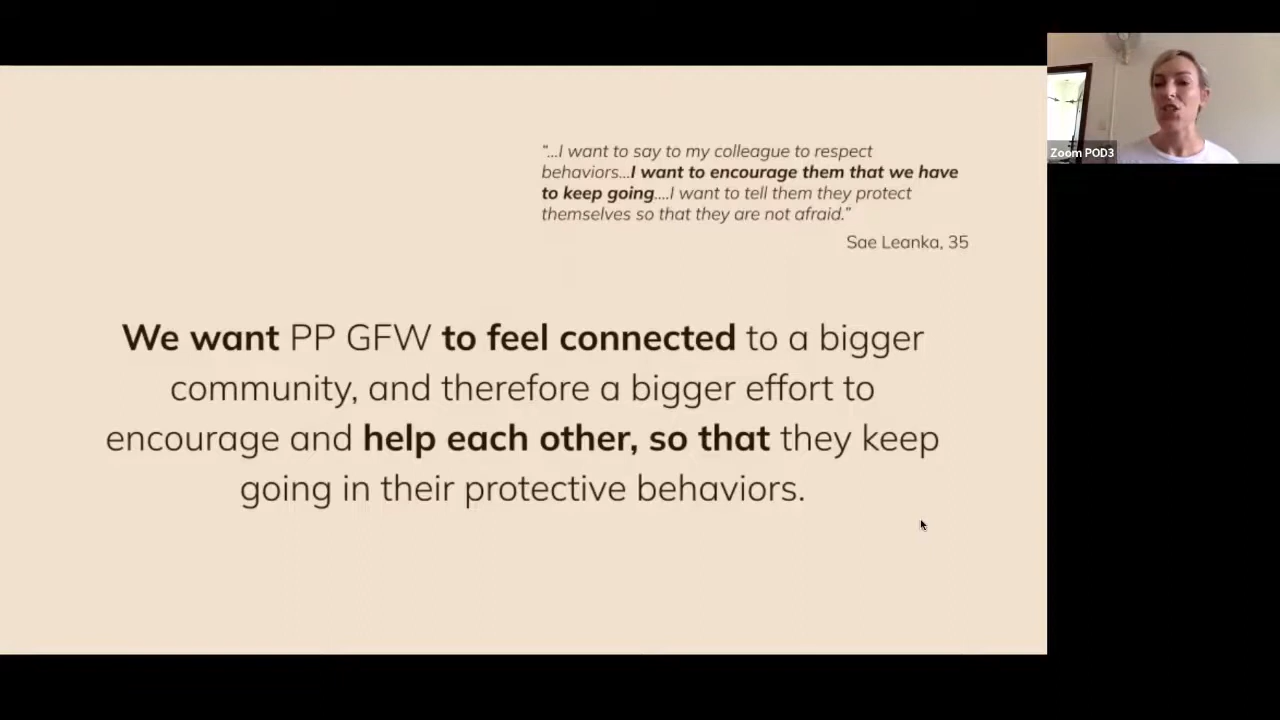 “...I want to say to my colleague to respect
behaviors...I want to encourage them that we have
to keep going....I want to tell them they protect
themselves so that they are not afraid.”
Sae Leanka, 35
We want PP GFW to feel connected to a bigger
community, and therefore a bigger effort to
encourage and help each other, so that they keep
going in their protective behaviors.
Zoom POD3